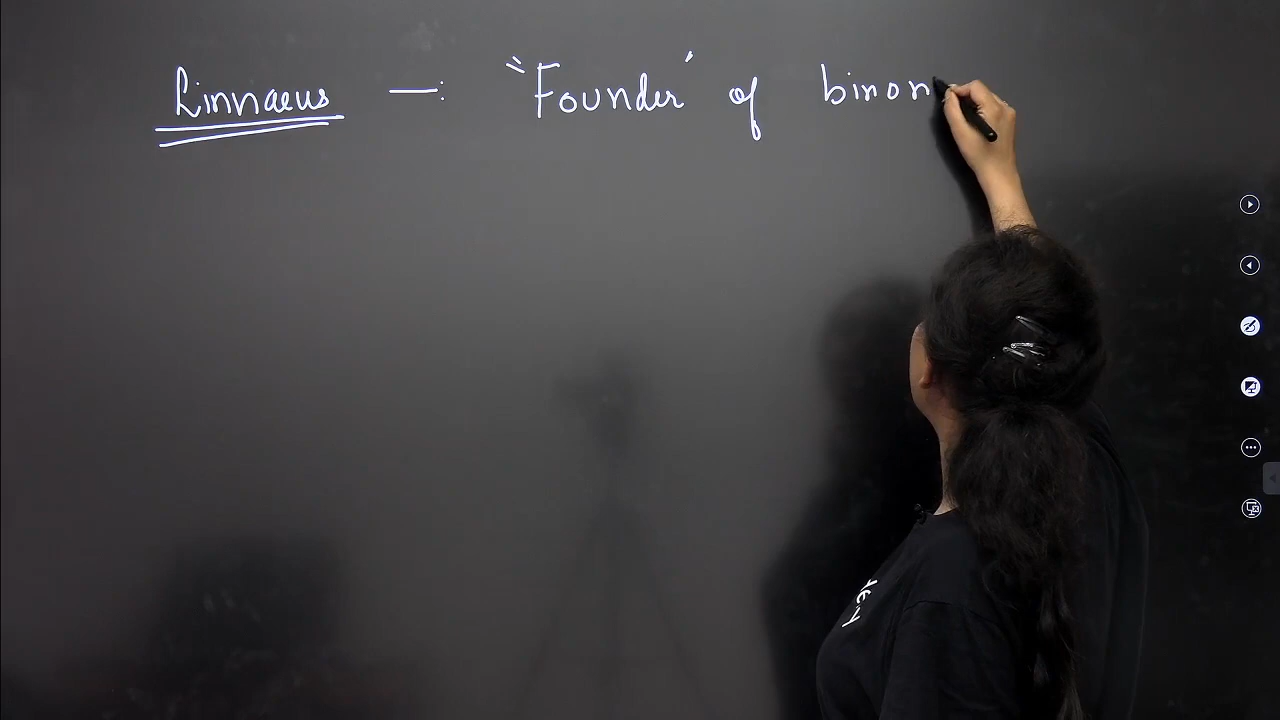 Linnaeus —: "Founder" of binon